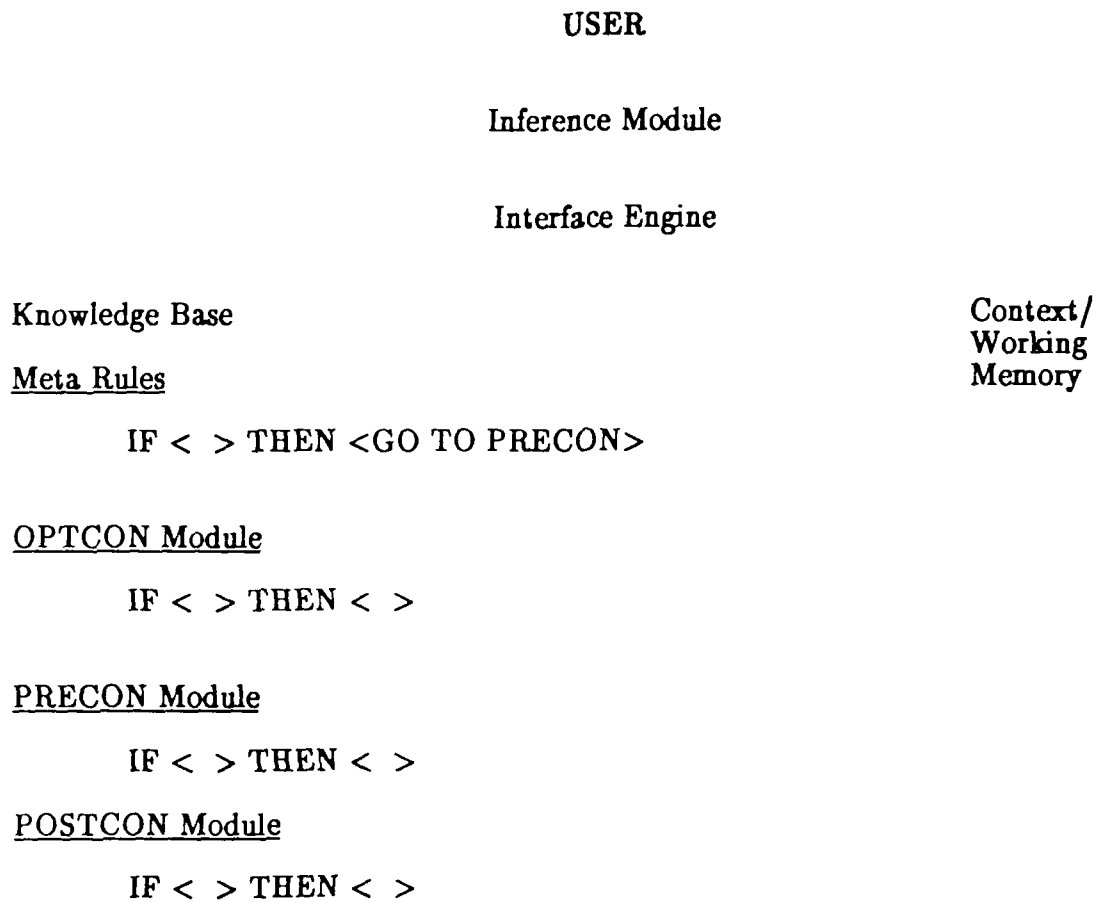 USER
Inference Module
Interface Engine
Knowledge Base
Context/
Working
Memory
Meta Rules
IF < > THEN <GO TO PRECON>
OPTCON Module
IF < > THEN < >
PRECON Module
IF < > THEN < >
POSTCON Module
IF < > THEN < >